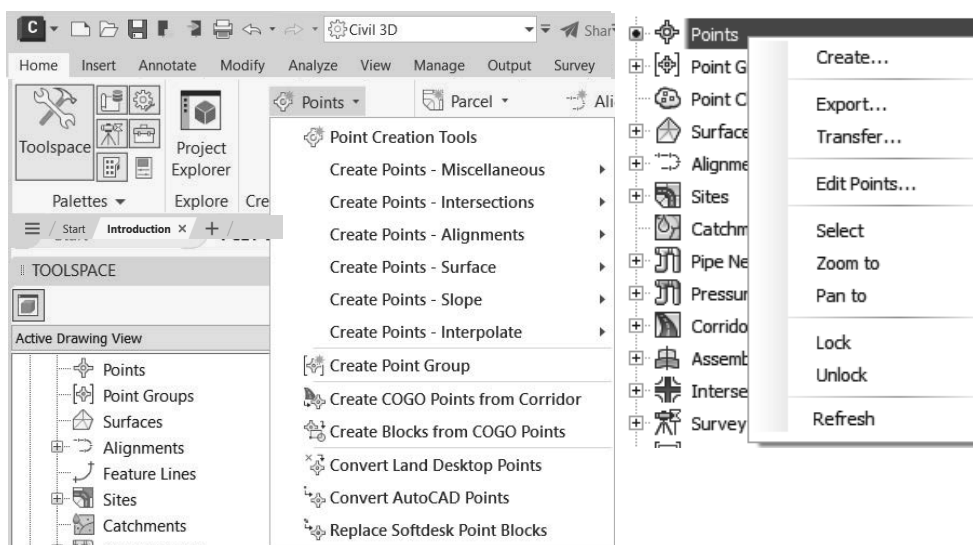 C
Civil 3D
Shar
Home Insert Annotate Modify Analyze View Manage Output Survey
Toolspace
Project
Explorer
Points
Parcel
Ali
Palettes
Explore
Cre
Start
Introduction
TOOLSPACE
Active Drawing View
Points
Point Groups
Surfaces
Alignments
Feature Lines
Sites
Catchments
Point Creation Tools
Create Points - Miscellaneous
Create Points - Intersections
Create Points - Alignments
Create Points - Surface
Create Points - Slope
Create Points - Interpolate
Create Point Group
Create COGO Points from Corridor
Create Blocks from COGO Points
Convert Land Desktop Points
Convert AutoCAD Points
Replace Softdesk Point Blocks
Points
Point G
Point C
Surface
Alignme
Sites
Catchm
Pipe Ne
Pressur
Corrido
Assemb
Interse
Survey
Create...
Export...
Transfer...
Edit Points...
Select
Zoom to
Pan to
Lock
Unlock
Refresh